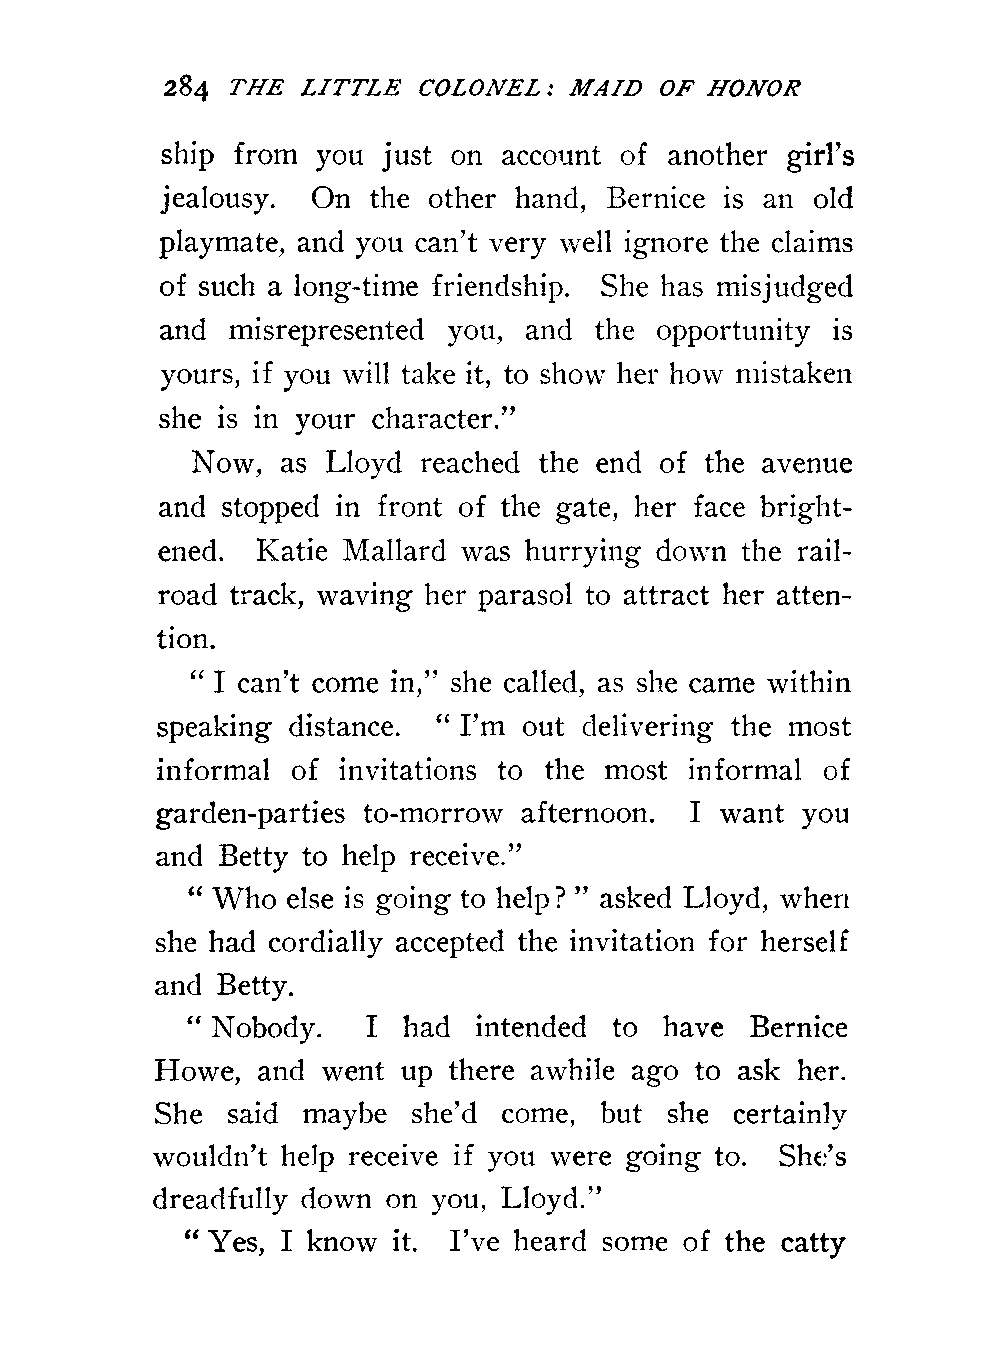 284 THE LITTLE COLONEL: MAID OF HONOR
ship from you just on account of another girl's
jealousy. On the other hand, Bernice is an old
playmate, and you can't very well ignore the claims
of such a long-time friendship. She has misjudged
and misrepresented you, and the opportunity is
yours, if you will take it, to show her how mistaken
she is in your character."
Now, as Lloyd reached the end of the avenue
and stopped in front of the gate, her face bright-
ened. Katie Mallard was hurrying down the rail-
road track, waving her parasol to attract her atten-
tion.
" I can't come in," she called, as she came within
speaking distance. " I'm out delivering the most
informal of invitations to the most informal of
garden-parties to-morrow afternoon. I want you
and Betty to help receive."
" Who else is going to help? " asked Lloyd, when
she had cordially accepted the invitation for herself
and Betty.
" Nobody. I had intended to have Bernice
Howe, and went up there awhile ago to ask her.
She said maybe she'd come, but she certainly
wouldn't help receive if you were going to. She's
dreadfully down on you, Lloyd."
" Yes, I know it. I've heard some of the catty